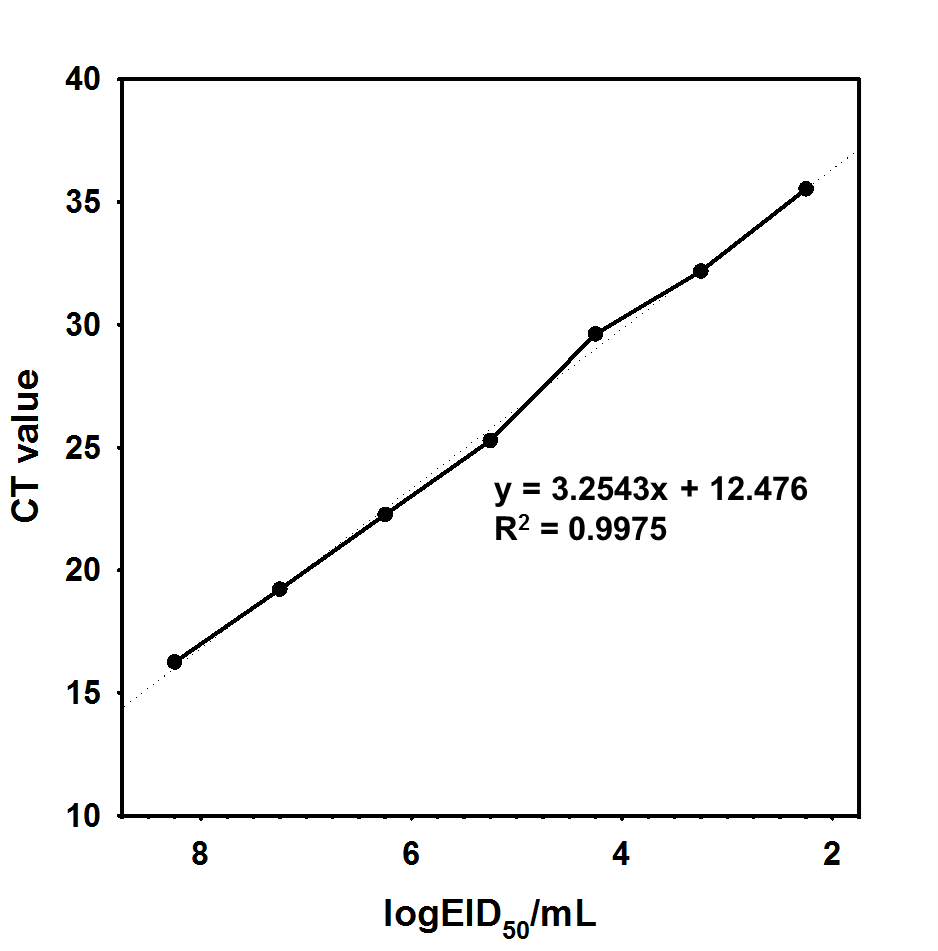 40
35
30
25
20
15
10
CT value
y = 3.2543x + 12.476
R² = 0.9975
8 6 4 2
logEID₅₀/mL